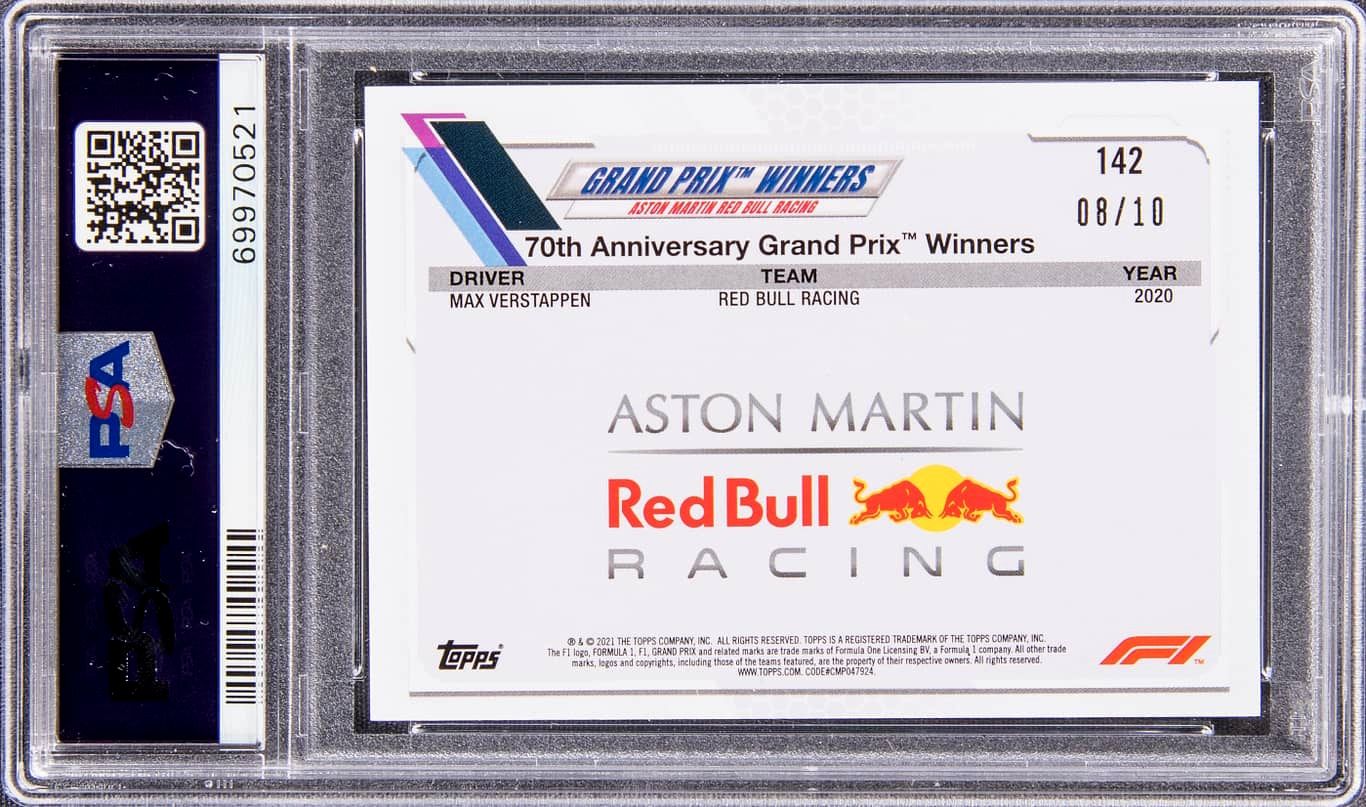 69970521
PSA
PSA
PSA
GRAND PRIX™ WINNERS
ASTON MARTIN RED BULL RACING
142
08/10
70th Anniversary Grand Prix™ Winners
DRIVER TEAM YEAR
MAX VERSTAPPEN RED BULL RACING 2020
ASTON MARTIN
Red Bull
RACING
Topps®
® & © 2021 THE TOPPS COMPANY, INC. ALL RIGHTS RESERVED. TOPPS IS A REGISTERED TRADEMARK OF THE TOPPS COMPANY, INC.
The F1 logo, FORMULA 1, F1, GRAND PRIX and related marks are trade marks of Formula One Licensing BV, a Formula 1 company. All other trade
marks, logos and copyrights, including those of the teams featured, are the property of their respective owners. All rights reserved.
WWW.TOPPS.COM. CODE#CMP047924.
F1™